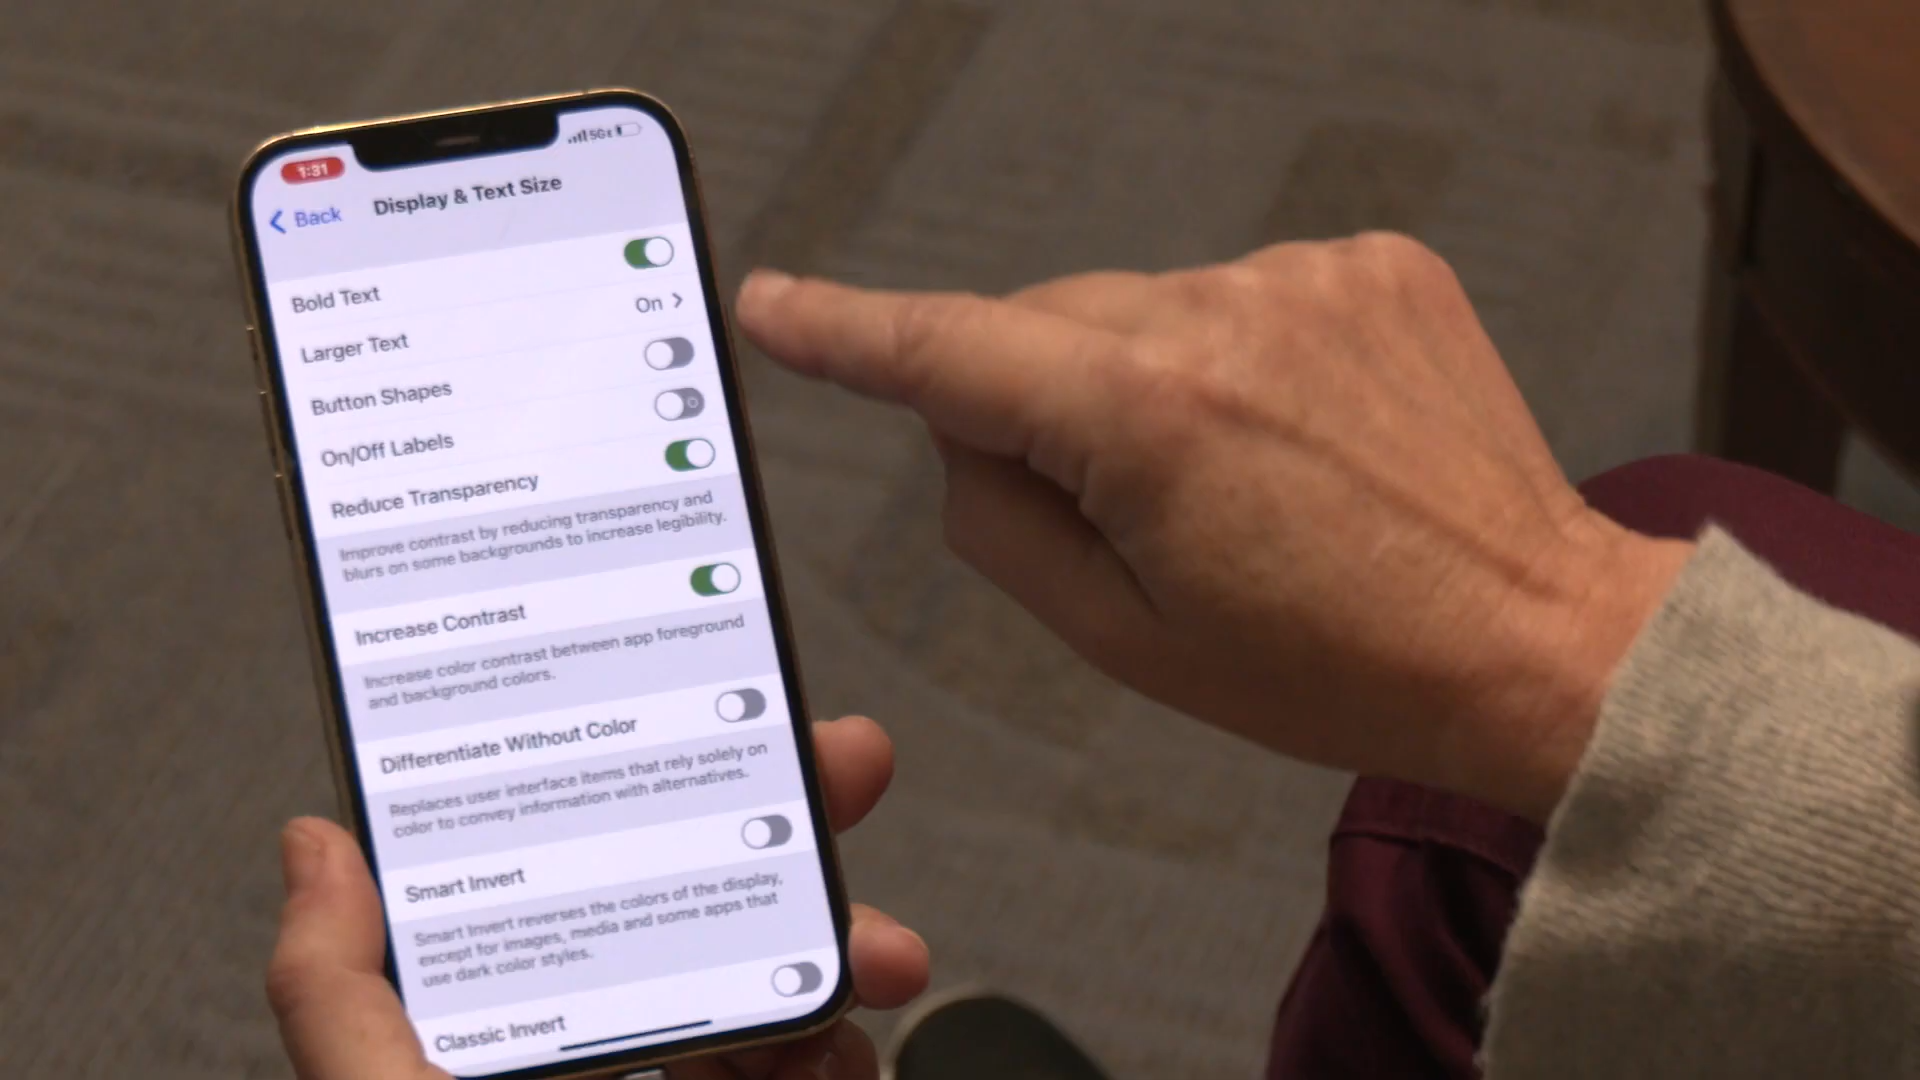 1:31 5GE
Back Display & Text Size
Bold Text
Larger Text On
Button Shapes
On/Off Labels
Reduce Transparency
Improve contrast by reducing transparency and
blurs on some backgrounds to increase legibility.
Increase Contrast
Increase color contrast between app foreground
and background colors.
Differentiate Without Color
Replaces user interface items that rely solely on
color to convey information with alternatives.
Smart Invert
Smart Invert reverses the colors of the display,
except for images, media and some apps that
use dark color styles.
Classic Invert